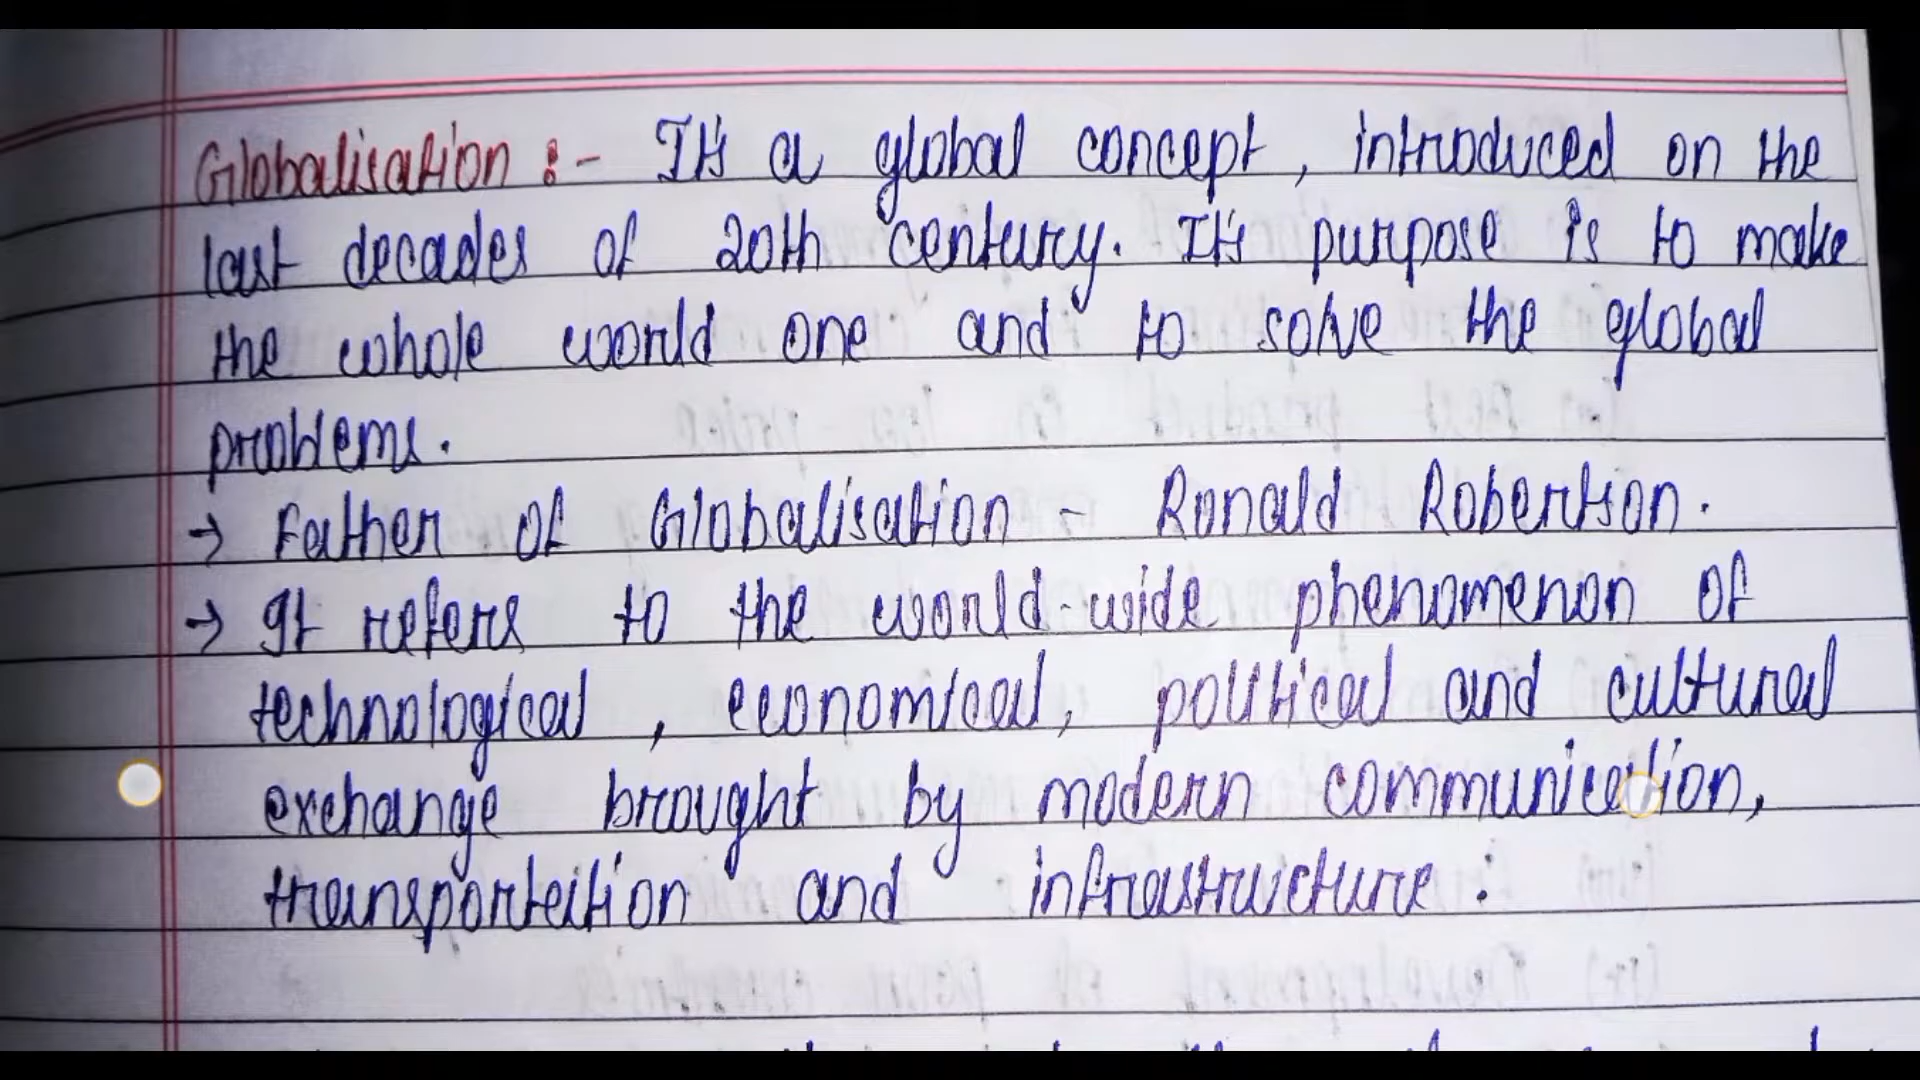 Globalisation :- It's a global concept, introduced on the
last decades of 20th century. It's purpose is to make
the whole world one and to solve the global
problems.
→ Father of Globalisation - Ronald Robertson.
→ It refers to the world-wide phenomenon of
technological, economical, political and cultural
exchange brought by modern communication,
transportation and infrastructure.